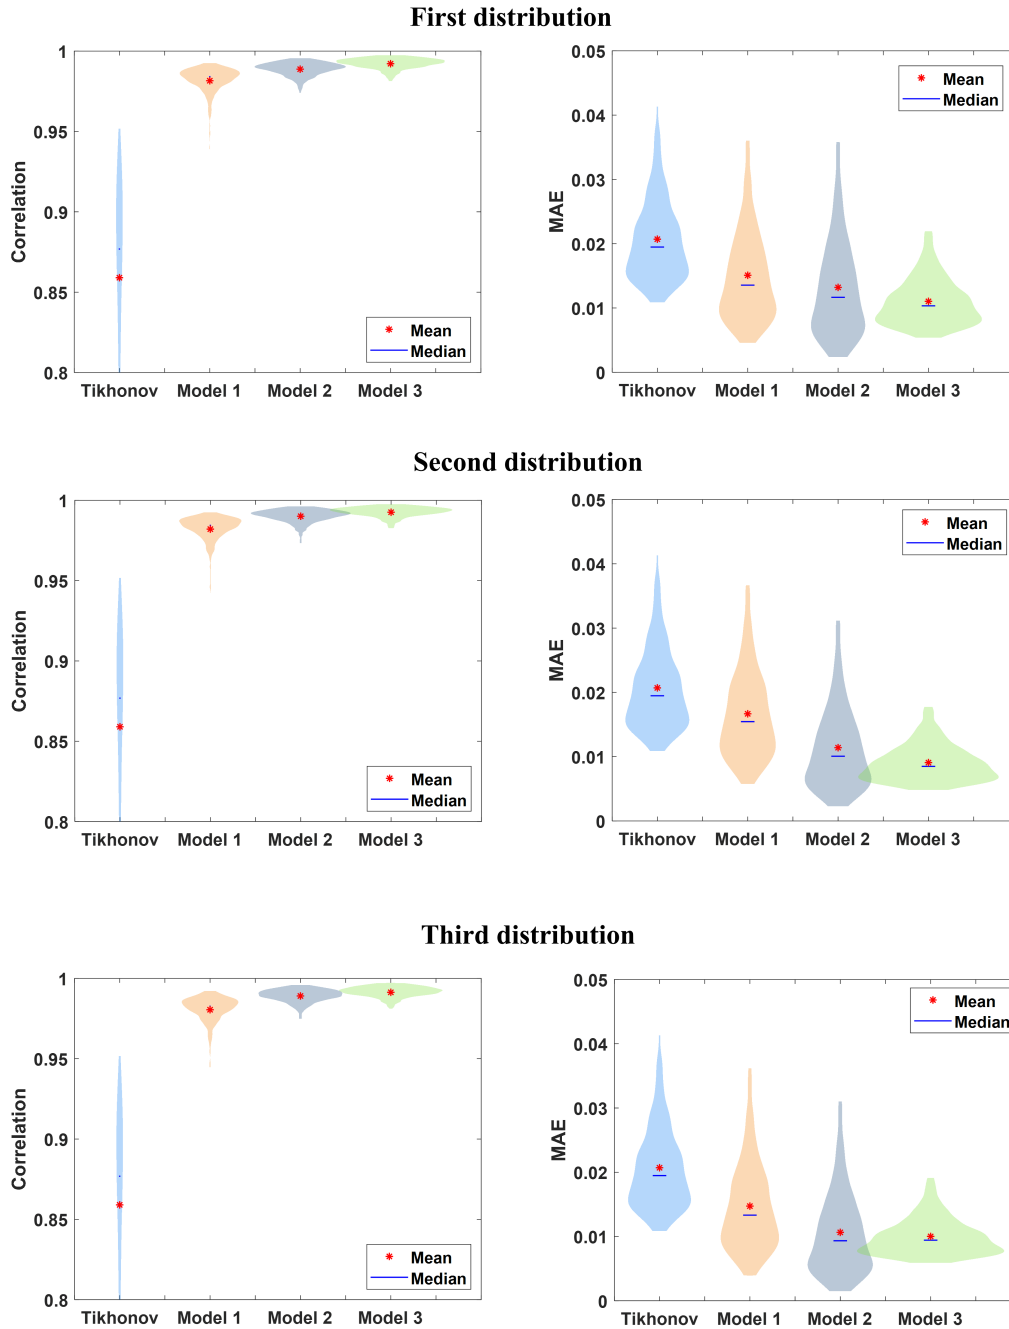 First distribution
1
0.95
0.9
0.85
0.8
Correlation
Mean
Median
Tikhonov Model 1 Model 2 Model 3
0.05
0.04
0.03
0.02
0.01
0
MAE
Mean
Median
Tikhonov Model 1 Model 2 Model 3
Second distribution
1
0.95
0.9
0.85
0.8
Correlation
Mean
Median
Tikhonov Model 1 Model 2 Model 3
0.05
0.04
0.03
0.02
0.01
0
MAE
Mean
Median
Tikhonov Model 1 Model 2 Model 3
Third distribution
1
0.95
0.9
0.85
0.8
Correlation
Mean
Median
Tikhonov Model 1 Model 2 Model 3
0.05
0.04
0.03
0.02
0.01
0
MAE
Mean
Median
Tikhonov Model 1 Model 2 Model 3